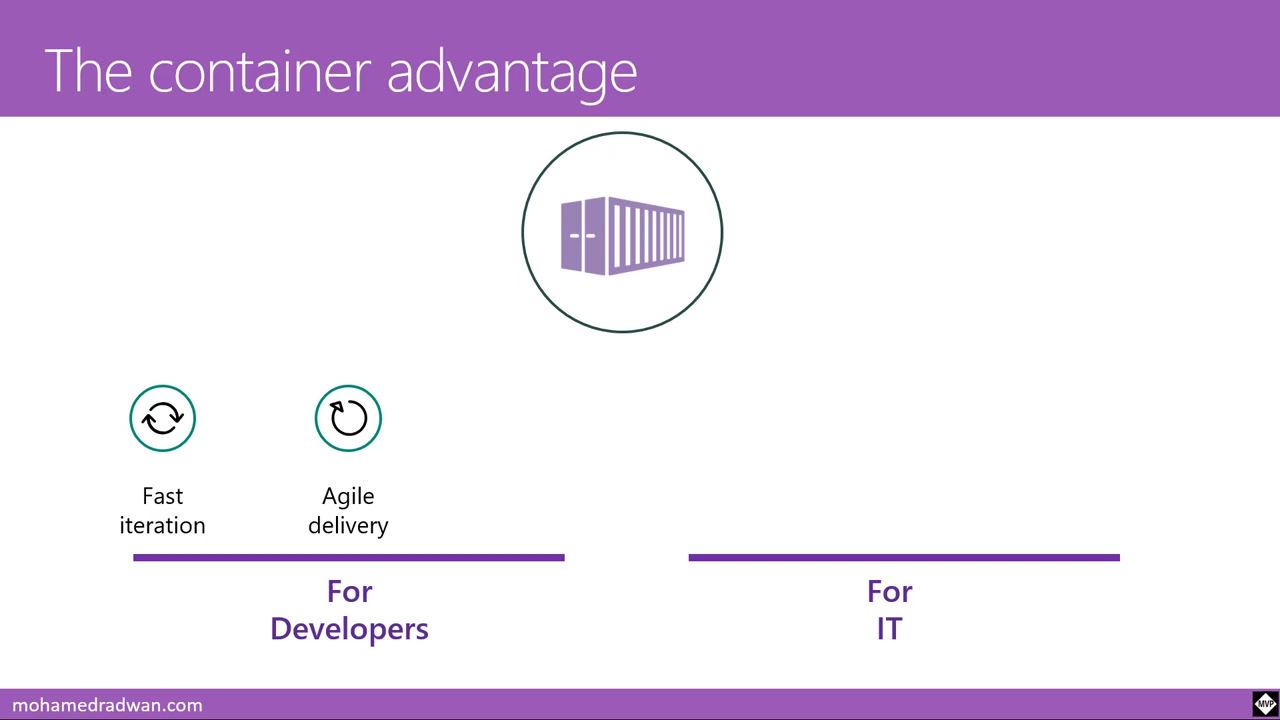 The container advantage
Fast
iteration
Agile
delivery
For
Developers
For
IT
mohamedradwan.com
MVP